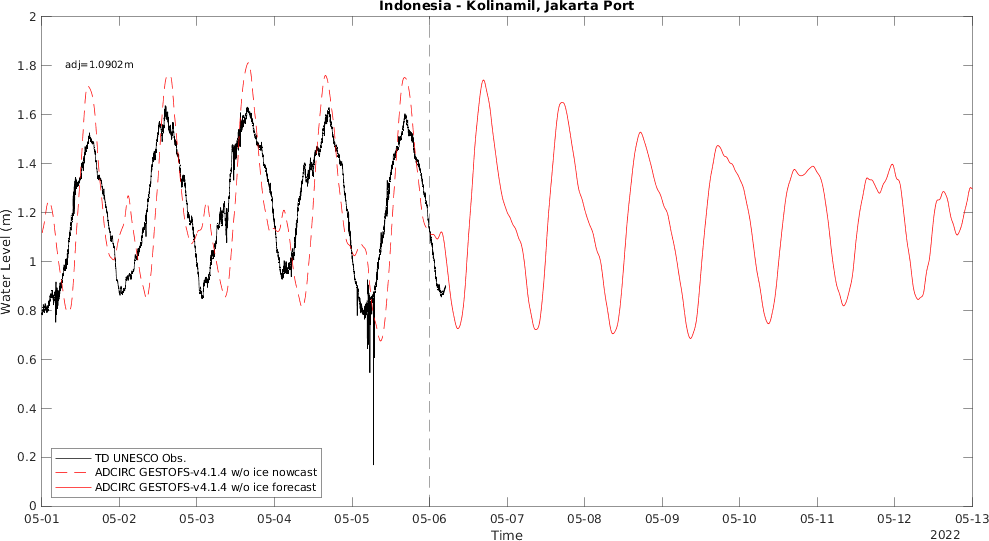 Indonesia - Kolinamil, Jakarta Port
2
1.8
1.6
1.4
1.2
1
0.8
0.6
0.4
0.2
0
Water Level (m)
adj=1.0902m
TD UNESCO Obs.
ADCIRC GESTOFS-v4.1.4 w/o ice nowcast
ADCIRC GESTOFS-v4.1.4 w/o ice forecast
05-01 05-02 05-03 05-04 05-05 05-06 05-07 05-08 05-09 05-10 05-11 05-12 05-13
Time
2022